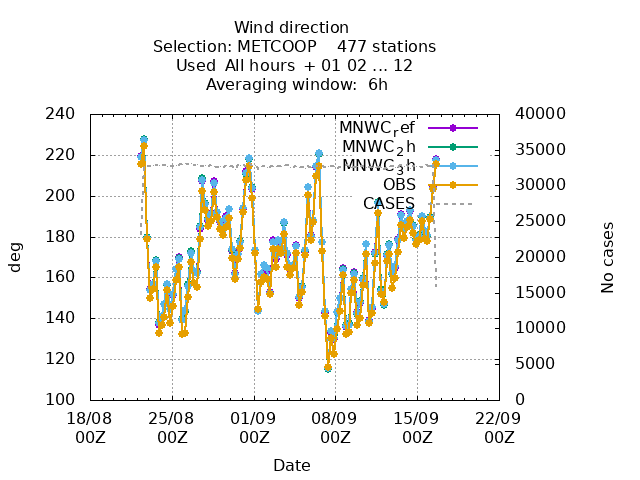 Wind direction
Selection: METCOOP 477 stations
Used All hours + 01 02 ... 12
Averaging window: 6h
240
220
200
180
160
140
120
100
deg
40000
35000
30000
25000
20000
15000
10000
5000
0
No cases
MNWC_ref
MNWC_2h
MNWC_3h
OBS
CASES
18/08 25/08 01/09 08/09 15/09 22/09
00Z 00Z 00Z 00Z 00Z 00Z
Date